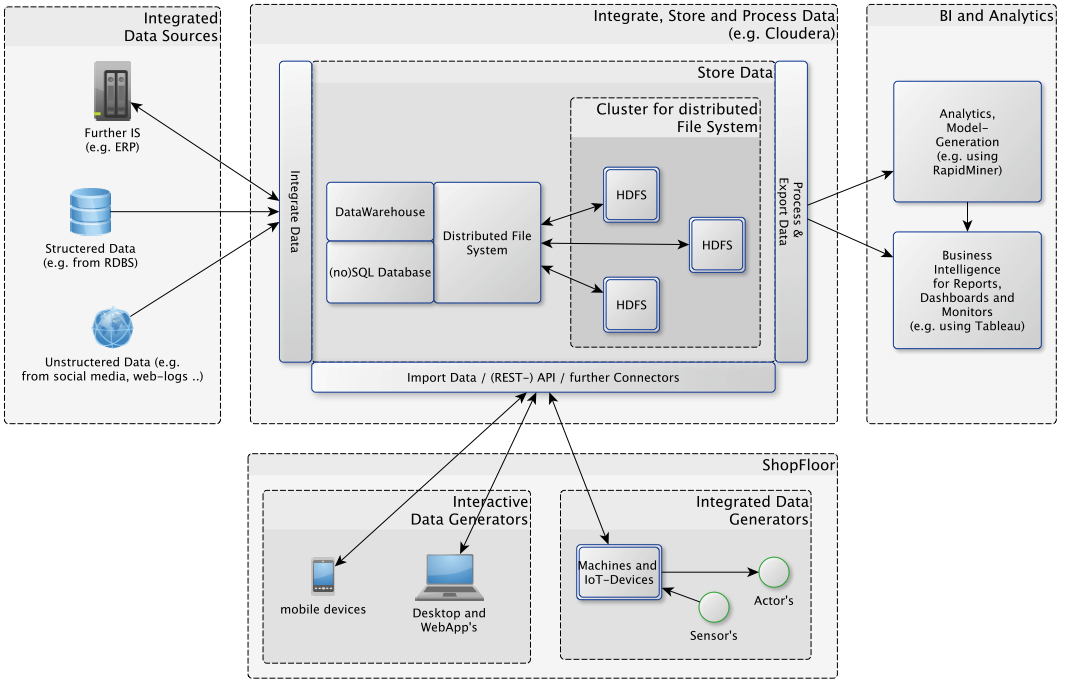 Integrated
Data Sources
Further IS
(e.g. ERP)
Structered Data
(e.g. from RDBS)
Unstructered Data (e.g.
from social media, web-logs ..)
Integrate, Store and Process Data
(e.g. Cloudera)
Integrate Data
Store Data
DataWarehouse
(no)SQL Database
Distributed File
System
Cluster for distributed
File System
HDFS
HDFS
HDFS
Process &
Export Data
Import Data / (REST-) API / further Connectors
BI and Analytics
Analytics,
Model-
Generation
(e.g. using
RapidMiner)
Business
Intelligence
for Reports,
Dashboards and
Monitors
(e.g. using Tableau)
ShopFloor
Interactive
Data Generators
mobile devices
Desktop and
WebApp's
Integrated Data
Generators
Machines and
IoT-Devices
Actor's
Sensor's